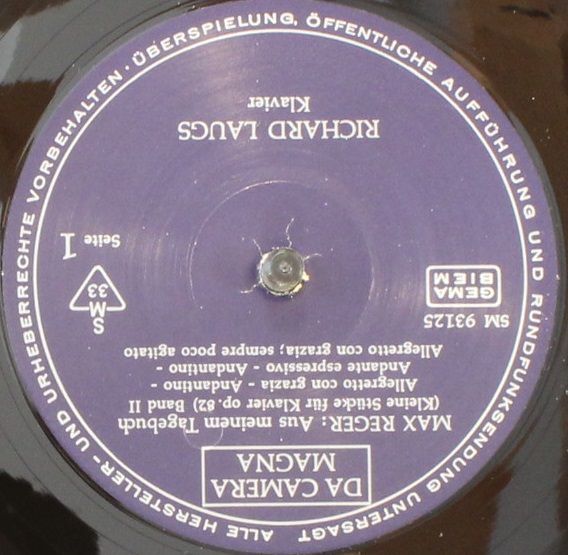 DA CAMERA
MAGNA
MAX REGER: Aus meinem Tagebuch
(Kleine Stücke für Klavier op.82) Band II
Allegretto con grazia - Andantino -
Andante espressivo - Andantino -
Allegretto con grazia; sempre poco agitato
SM 93125
GEMA
BIEM
S
M
33
Seite 1
RICHARD LAUGS
Klavier
ALLE HERSTELLER- UND URHEBERRECHTE VORBEHALTEN · ÜBERSPIELUNG, ÖFFENTLICHE AUFFÜHRUNG UND RUNDFUNKSENDUNG UNTERSAGT